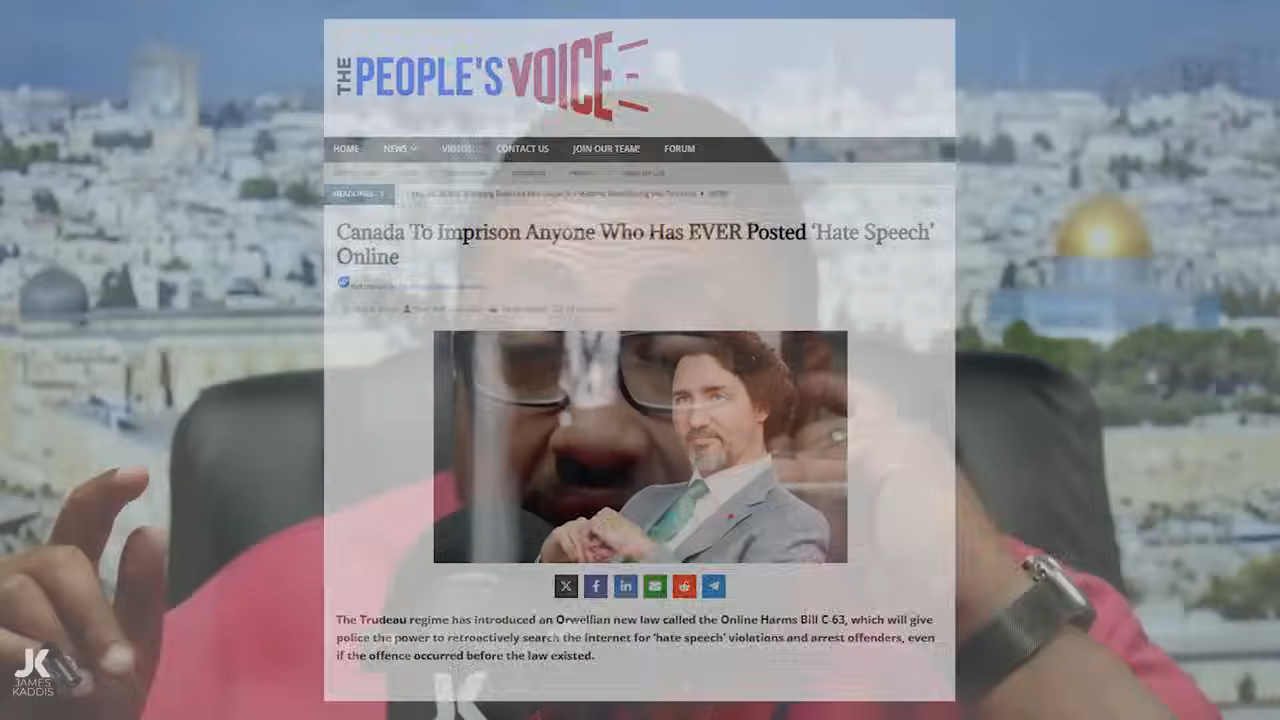 THE PEOPLE'S VOICE
HOME NEWS VIDEOS CONTACT US JOIN OUR TEAM! FORUM
HEADLINES
Canada To Imprison Anyone Who Has EVER Posted ‘Hate Speech’
Online
The Trudeau regime has introduced an Orwellian new law called the Online Harms Bill C-63, which will give
police the power to retroactively search the Internet for ‘hate speech’ violations and arrest offenders, even
if the offence occurred before the law existed.
JK
JAMES
KADDIS
JK